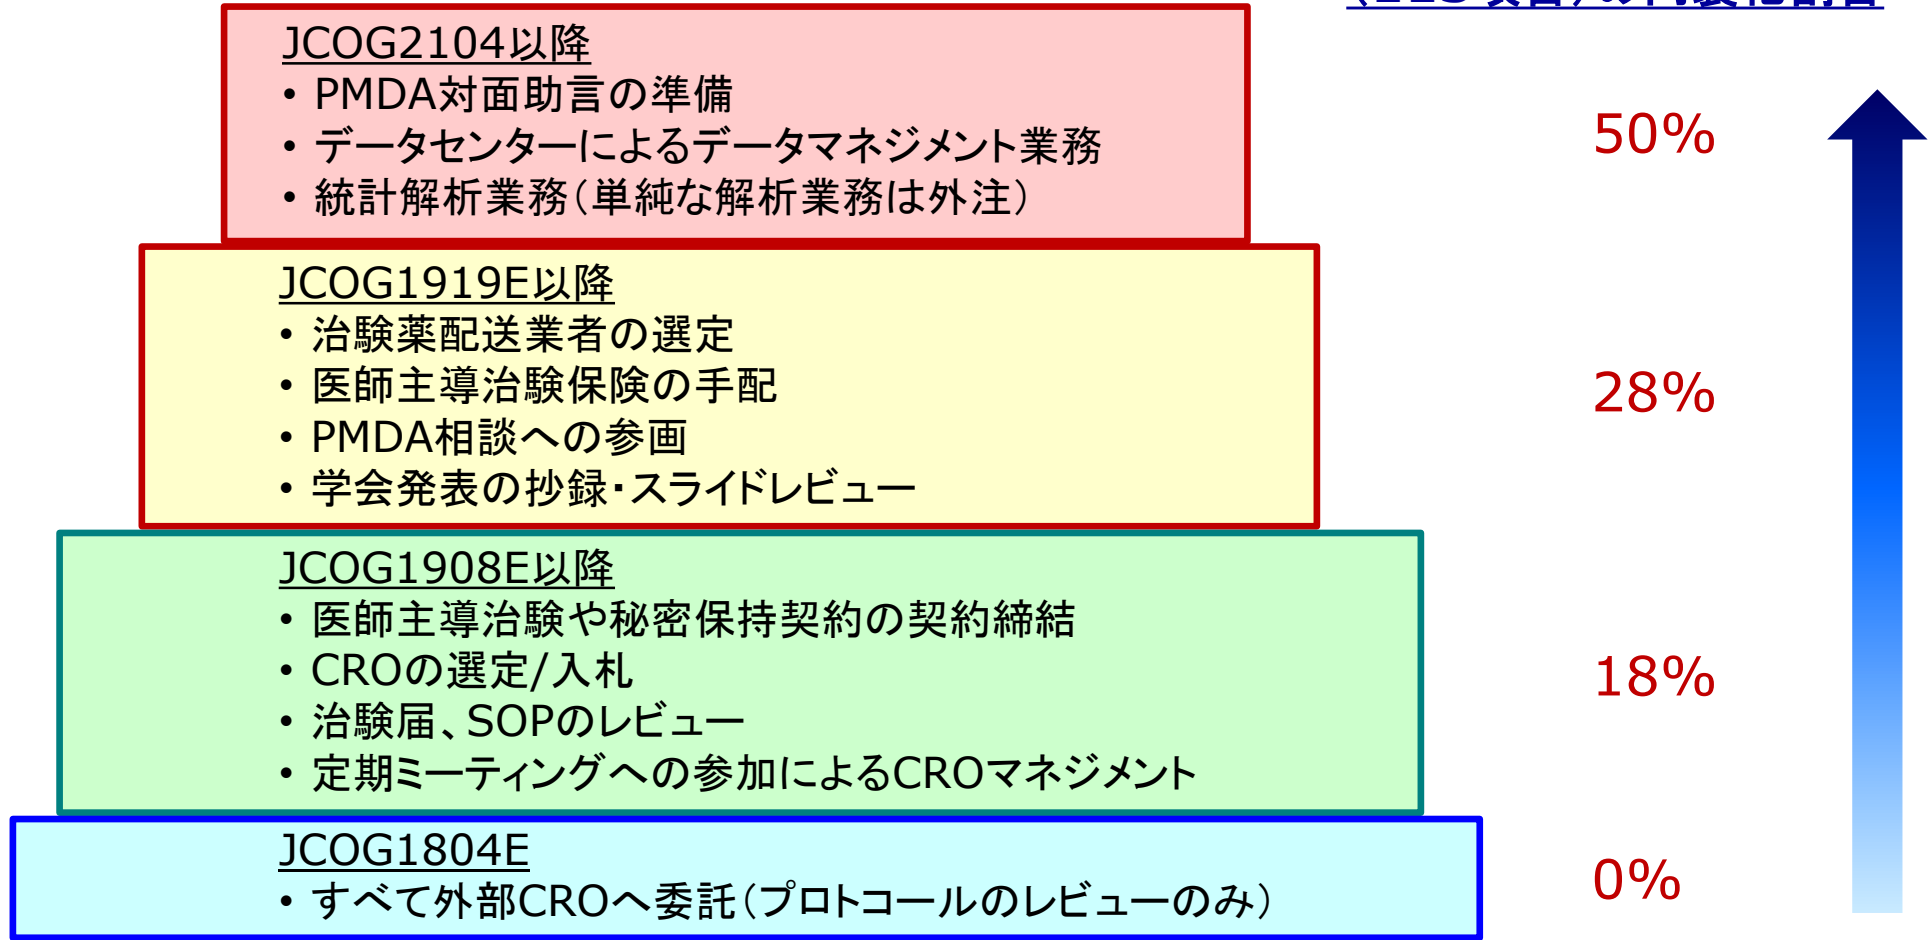 JCOG2104以降
• PMDA対面助言の準備
• データセンターによるデータマネジメント業務
• 統計解析業務（単純な解析業務は外注）
50%
JCOG1919E以降
• 治験薬配送業者の選定
• 医師主導治験保険の手配
• PMDA相談への参画
• 学会発表の抄録・スライドレビュー
28%
JCOG1908E以降
• 医師主導治験や秘密保持契約の契約締結
• CROの選定/入札
• 治験届、SOPのレビュー
• 定期ミーティングへの参加によるCROマネジメント
18%
JCOG1804E
• すべて外部CROへ委託（プロトコールのレビューのみ）
0%